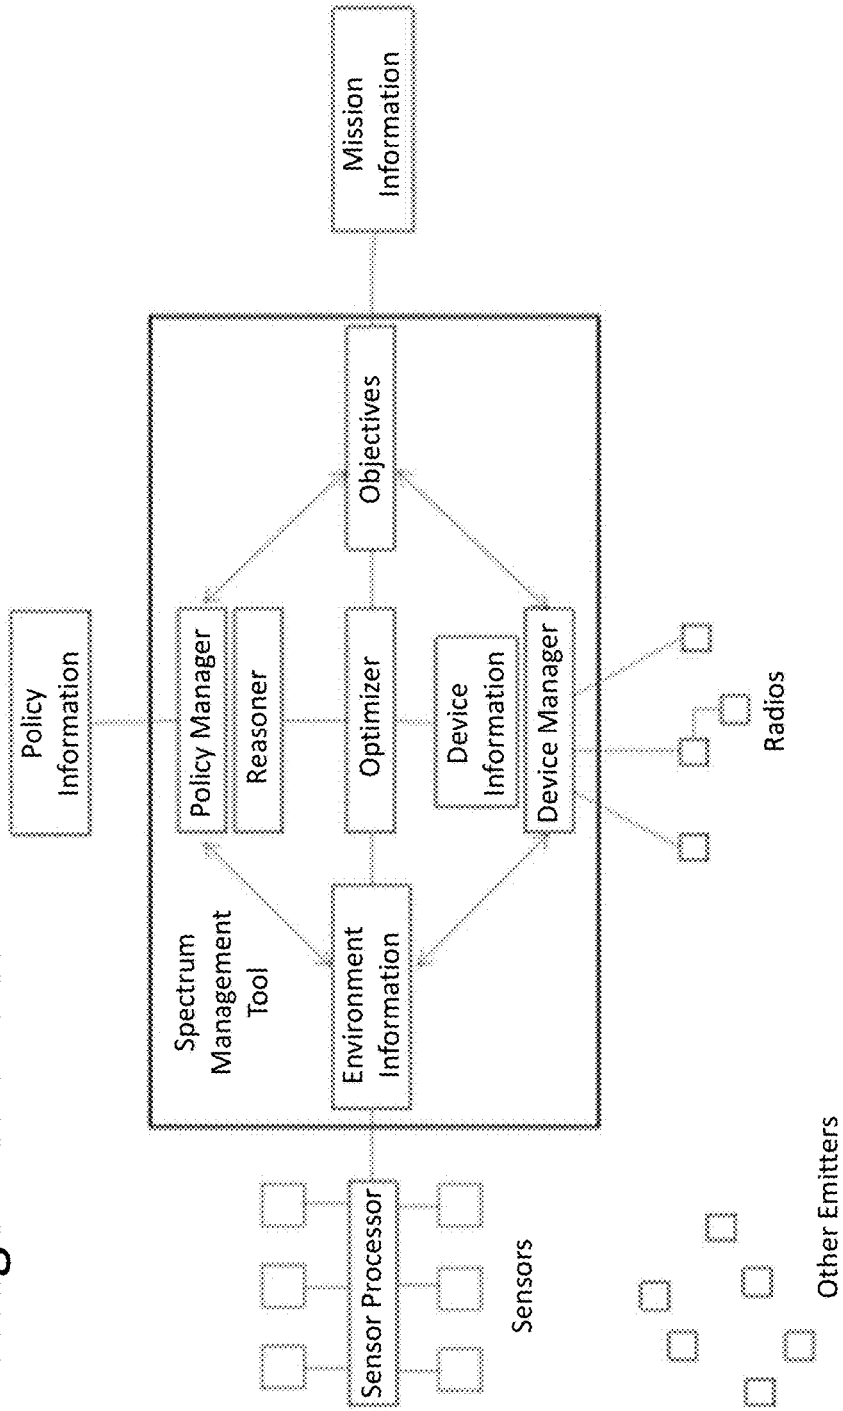 Policy
Information
Spectrum
Management
Tool
Policy Manager
Reasoner
Sensor Processor
Environment
Information
Optimizer
Objectives
Mission
Information
Device
Information
Device Manager
Sensors
Radios
Other Emitters